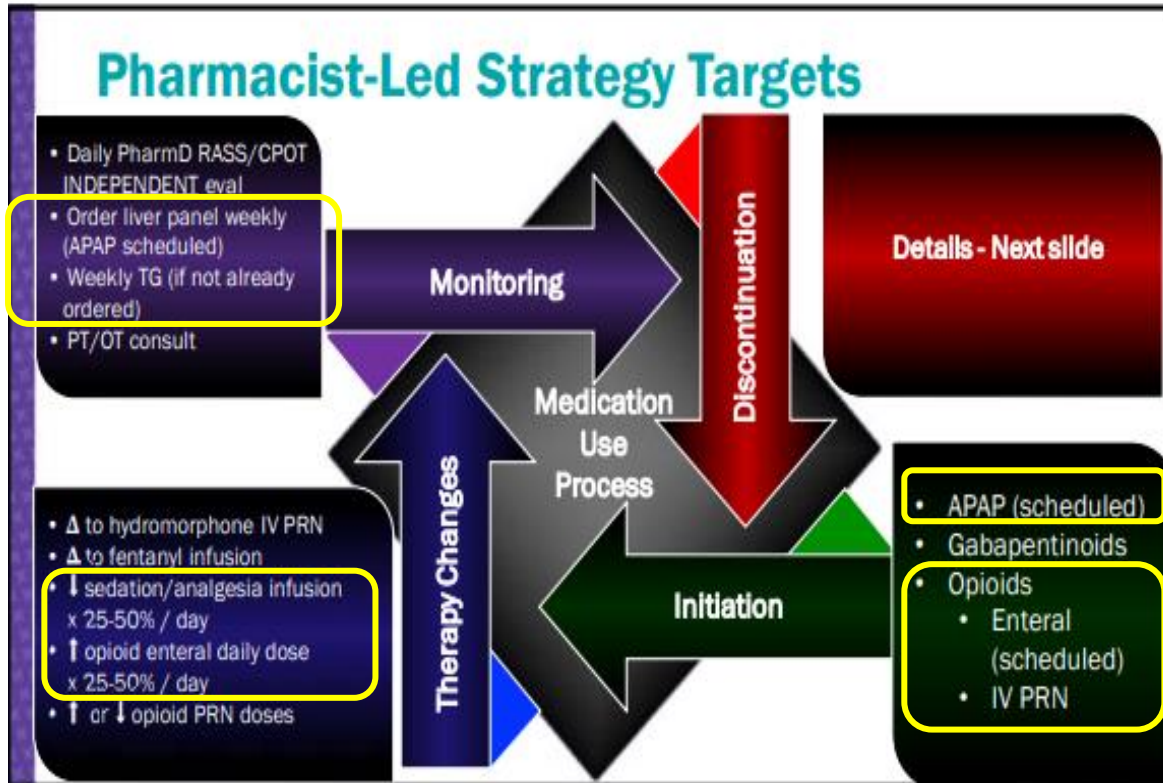 Pharmacist-Led Strategy Targets
• Daily PharmD RASS/CPOT
INDEPENDENT eval
• Order liver panel weekly
(APAP scheduled)
• Weekly TG (if not already
ordered)
• PT/OT consult
Monitoring
Discontinuation
Details - Next slide
Medication
Use
Process
Therapy Changes
Initiation
• Δ to hydromorphone IV PRN
• Δ to fentanyl infusion
• ⬇ sedation/analgesia infusion
x 25-50% / day
• ⬆ opioid enteral daily dose
x 25-50% / day
• ⬆ or ⬇ opioid PRN doses
• APAP (scheduled)
• Gabapentinoids
• Opioids
• Enteral
(scheduled)
• IV PRN